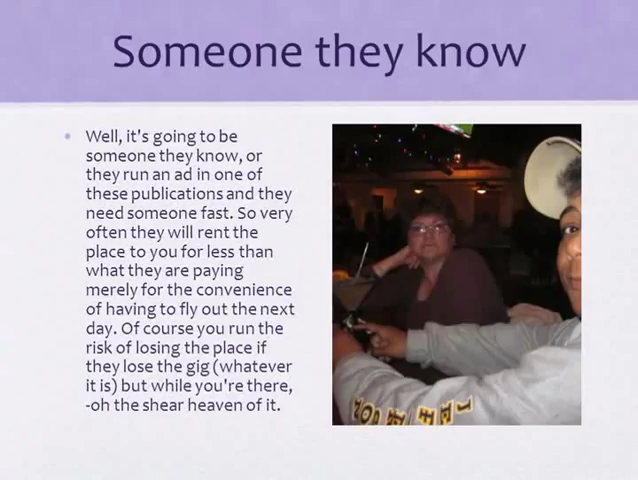 Someone they know
Well, it's going to be
someone they know, or
they run an ad in one of
these publications and they
need someone fast. So very
often they will rent the
place to you for less than
what they are paying
merely for the convenience
of having to fly out the next
day. Of course you run the
risk of losing the place if
they lose the gig (whatever
it is) but while you're there,
-oh the shear heaven of it.